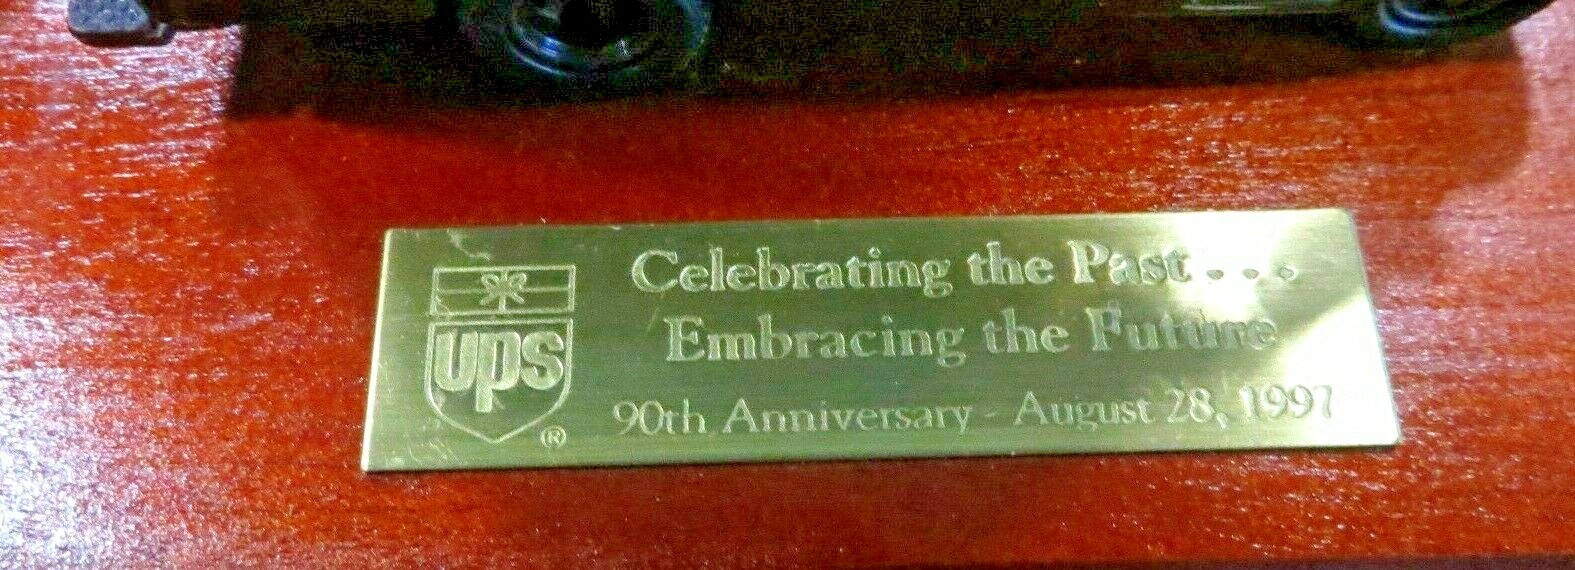 Celebrating the Past . . .
Embracing the Future
ups
90th Anniversary - August 28, 1997
®